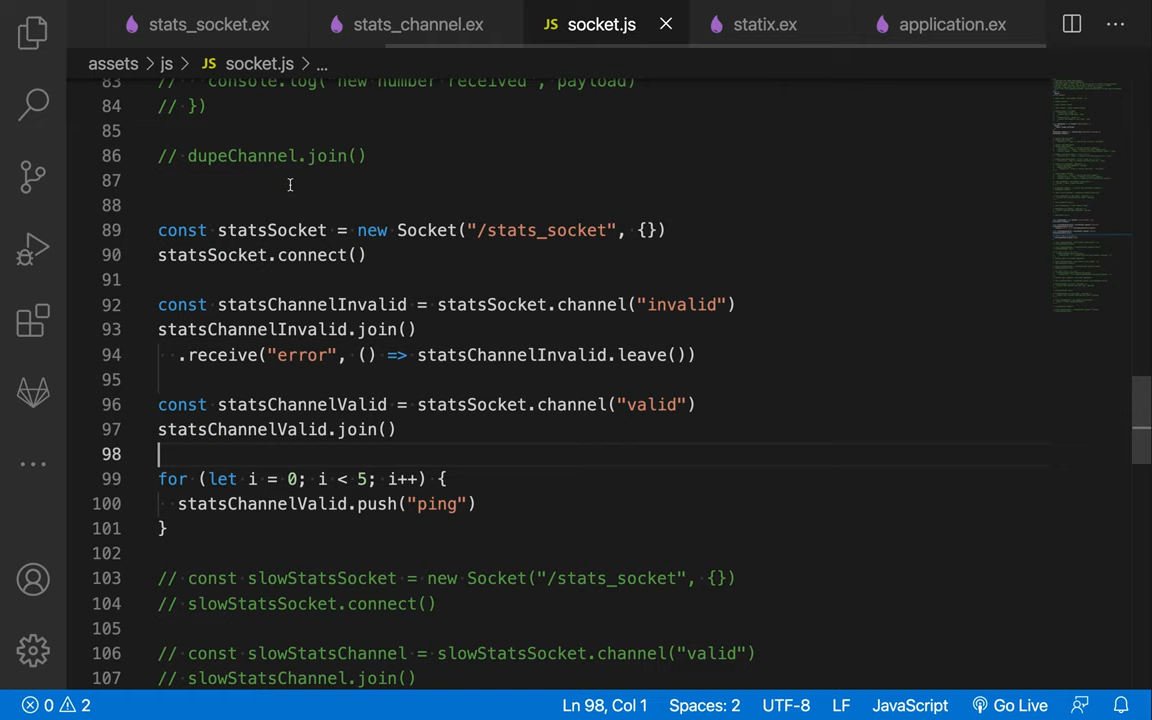 stats_socket.ex stats_channel.ex JS socket.js statix.ex application.ex
assets > js > JS socket.js > ...
83 // console.log("new number received", payload)
84 // })
85
86 // dupeChannel.join()
87
88
89 const statsSocket = new Socket("/stats_socket", {})
90 statsSocket.connect()
91
92 const statsChannelInvalid = statsSocket.channel("invalid")
93 statsChannelInvalid.join()
94 .receive("error", () => statsChannelInvalid.leave())
95
96 const statsChannelValid = statsSocket.channel("valid")
97 statsChannelValid.join()
98
99 for (let i = 0; i < 5; i++) {
100 statsChannelValid.push("ping")
101 }
102
103 // const slowStatsSocket = new Socket("/stats_socket", {})
104 // slowStatsSocket.connect()
105
106 // const slowStatsChannel = slowStatsSocket.channel("valid")
107 // slowStatsChannel.join()
0 2 Ln 98, Col 1 Spaces: 2 UTF-8 LF JavaScript Go Live